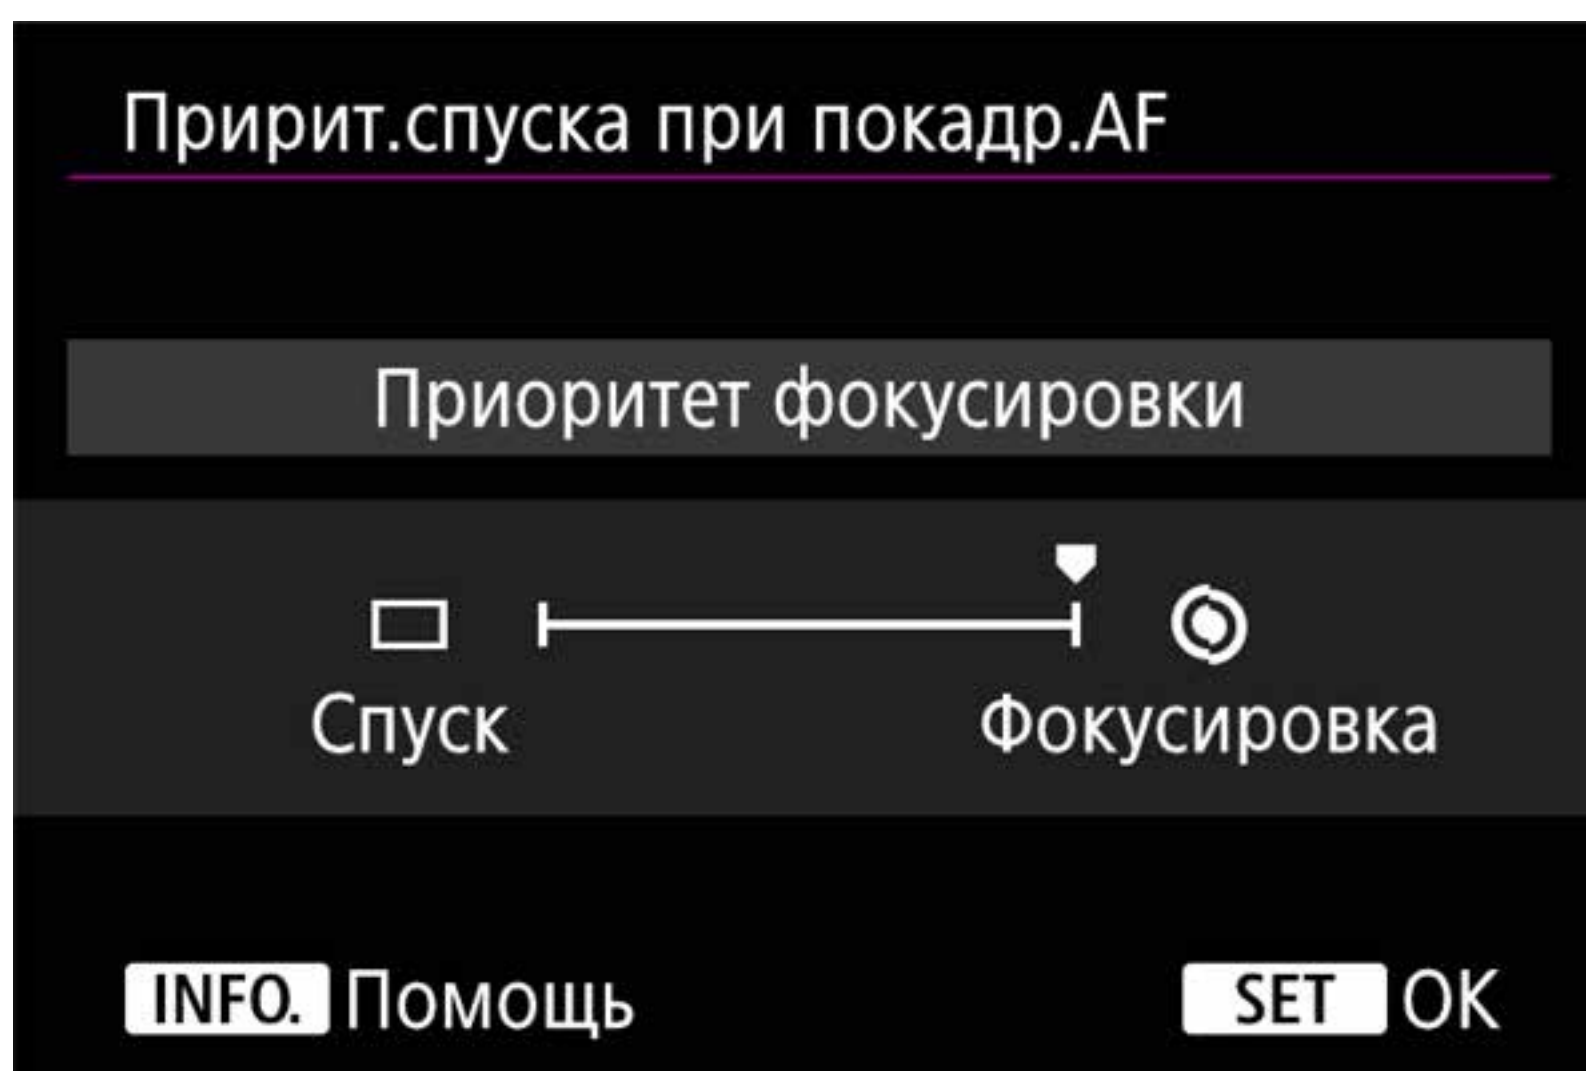 Пририт.спуска при покадр.AF
Приоритет фокусировки
Спуск
Фокусировка
INFO. Помощь
SET OK